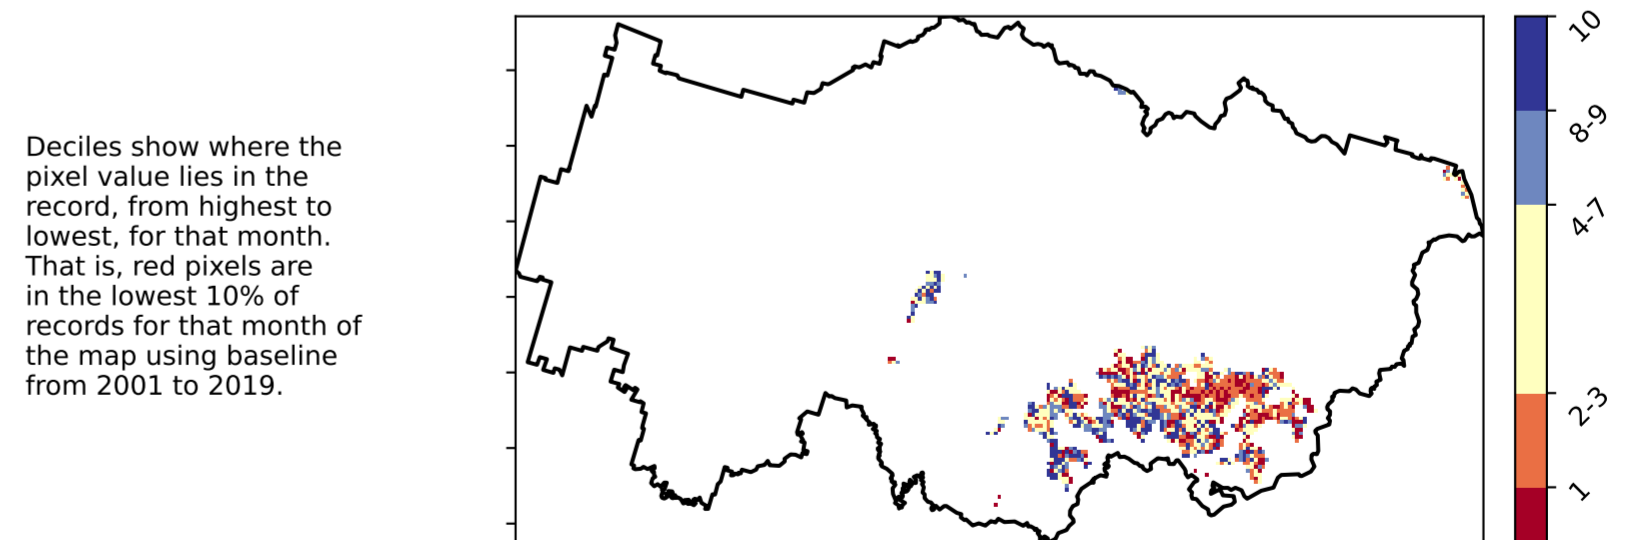 Deciles show where the
pixel value lies in the
record, from highest to
lowest, for that month.
That is, red pixels are
in the lowest 10% of
records for that month of
the map using baseline
from 2001 to 2019.
10
8-9
4-7
2-3
1